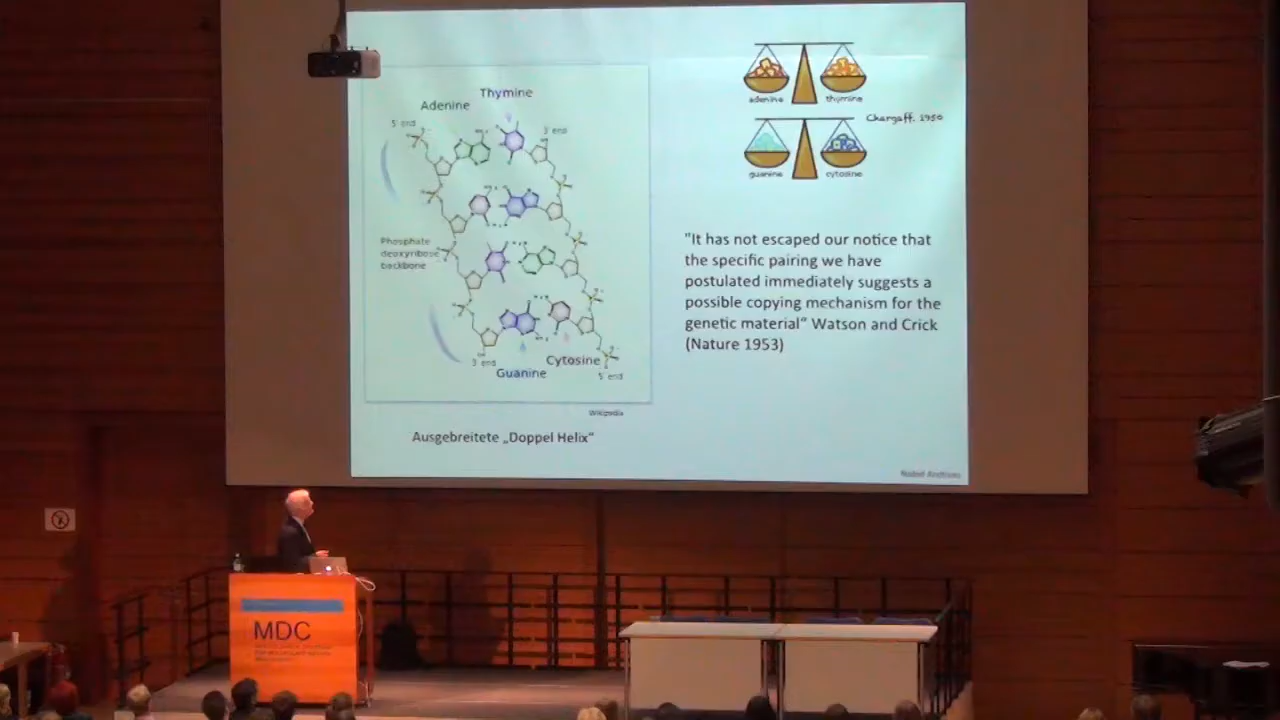 Thymine
Adenine
5' end
3' end
Phosphate
deoxyribose
backbone
3' end
Cytosine
Guanine
5' end
Wikipedia
Ausgebreitete „Doppel Helix"
adenine
thymine
Chargaff, 1950
guanine
cytosine
"It has not escaped our notice that
the specific pairing we have
postulated immediately suggests a
possible copying mechanism for the
genetic material" Watson and Crick
(Nature 1953)
MDC